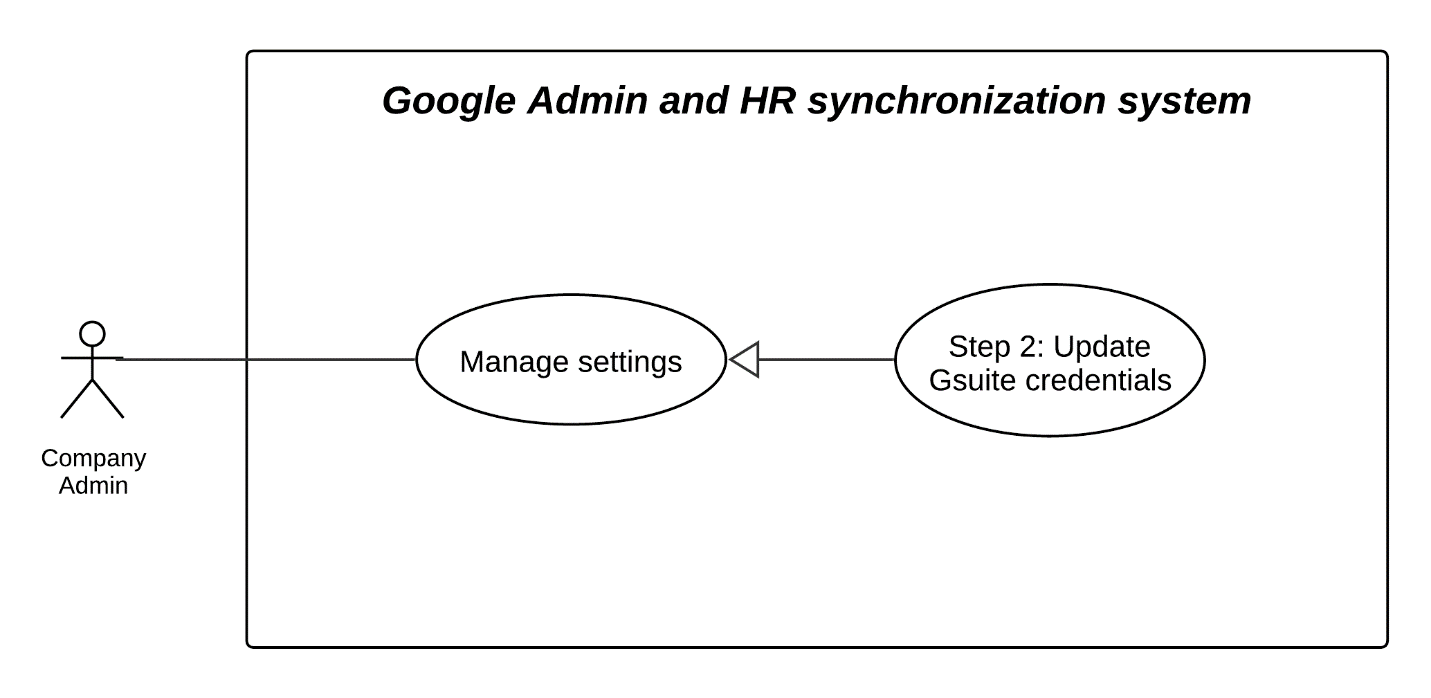 Google Admin and HR synchronization system
Manage settings
Step 2: Update
Gsuite credentials
Company
Admin